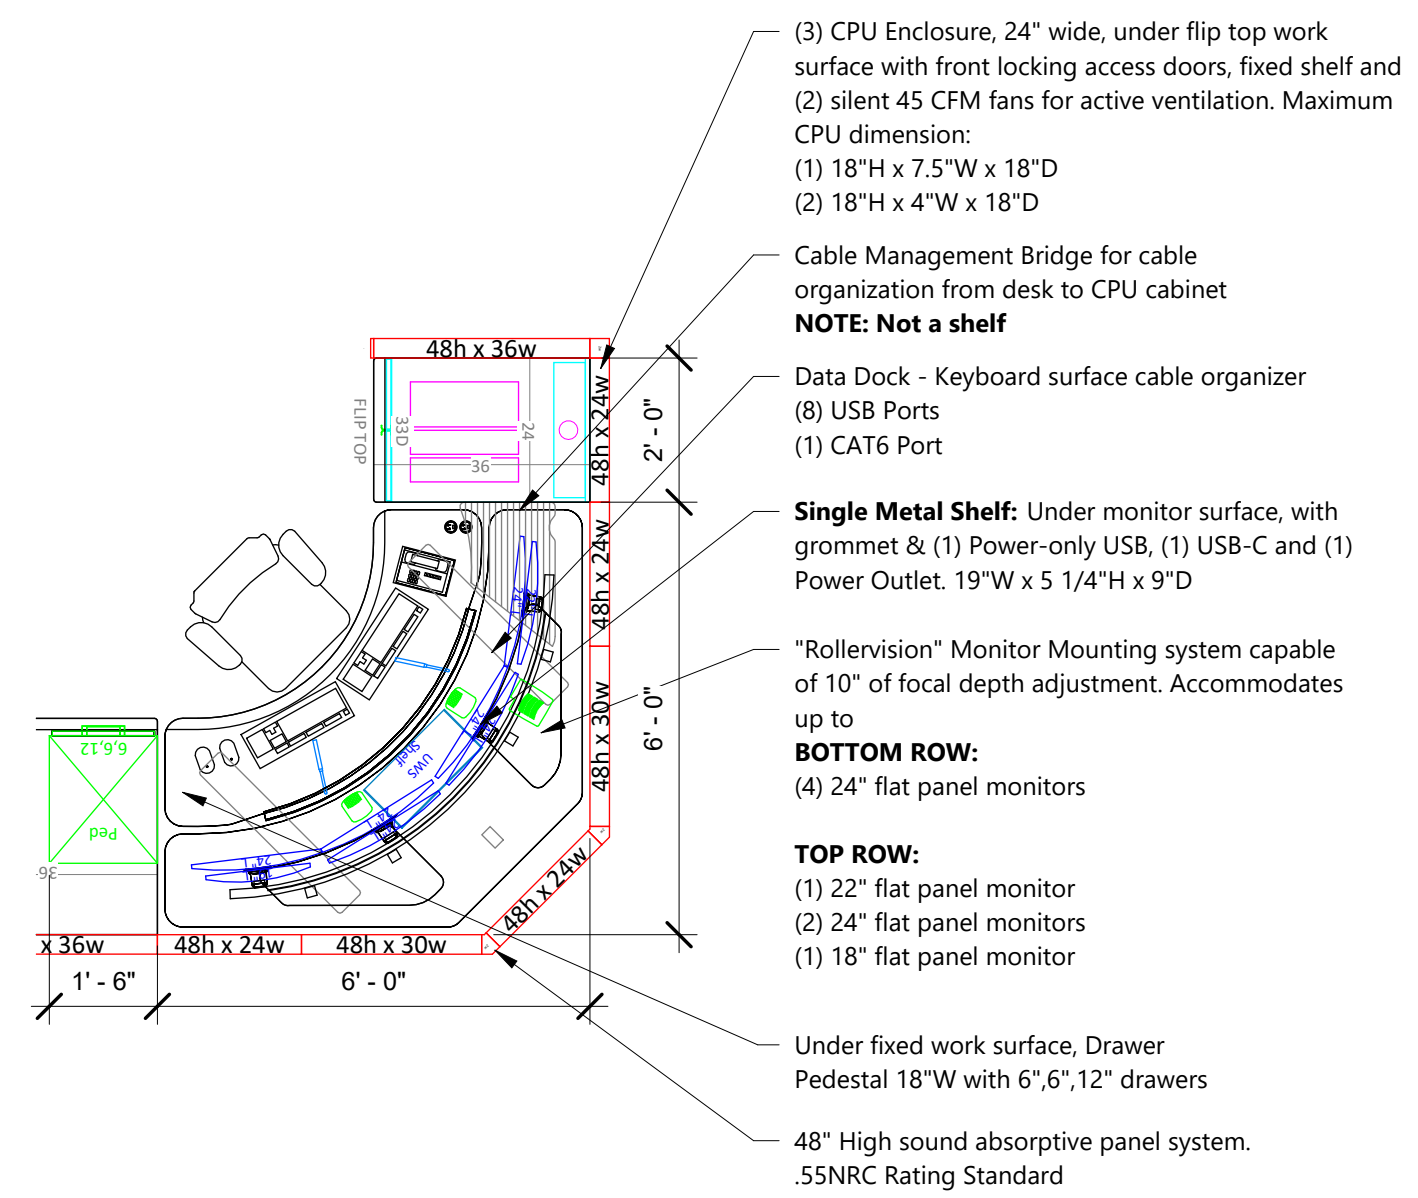 (3) CPU Enclosure, 24" wide, under flip top work
surface with front locking access doors, fixed shelf and
(2) silent 45 CFM fans for active ventilation. Maximum
CPU dimension:
(1) 18"H x 7.5"W x 18"D
(2) 18"H x 4"W x 18"D
Cable Management Bridge for cable
organization from desk to CPU cabinet
NOTE: Not a shelf
Data Dock - Keyboard surface cable organizer
(8) USB Ports
(1) CAT6 Port
Single Metal Shelf: Under monitor surface, with
grommet & (1) Power-only USB, (1) USB-C and (1)
Power Outlet. 19"W x 5 1/4"H x 9"D
"Rollervision" Monitor Mounting system capable
of 10" of focal depth adjustment. Accommodates
up to
BOTTOM ROW:
(4) 24" flat panel monitors
TOP ROW:
(1) 22" flat panel monitor
(2) 24" flat panel monitors
(1) 18" flat panel monitor
Under fixed work surface, Drawer
Pedestal 18"W with 6",6",12" drawers
48" High sound absorptive panel system.
.55NRC Rating Standard
48h x 36w
48h x 24w
2' - 0"
FLIP TOP
33D
24
36
48h x 24w
48h x 30w
6' - 0"
24"
24"
UWS
Shelf
24"
24"
6,6,12
Ped
36
48h x 24w
x 36w
48h x 24w
48h x 30w
1' - 6"
6' - 0"